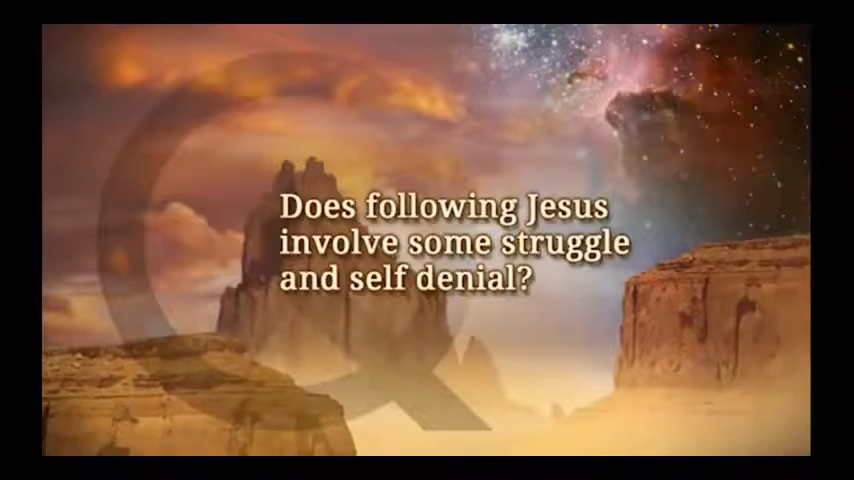 Does following Jesus
involve some struggle
and self denial?